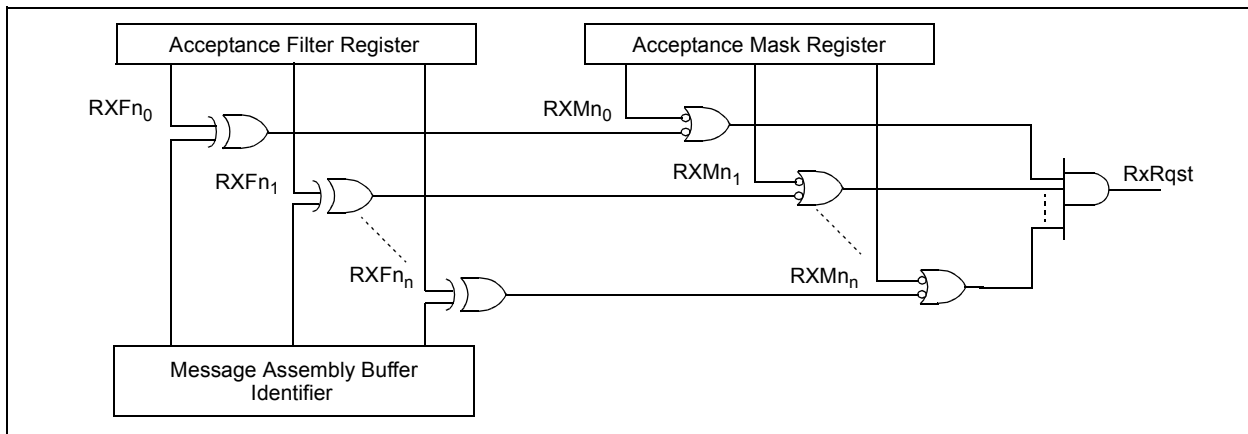 Acceptance Filter Register
Acceptance Mask Register
RXFn0
RXMn0
RXFn1
RXMn1
RxRqst
RXFnn
RXMnn
Message Assembly Buffer
Identifier